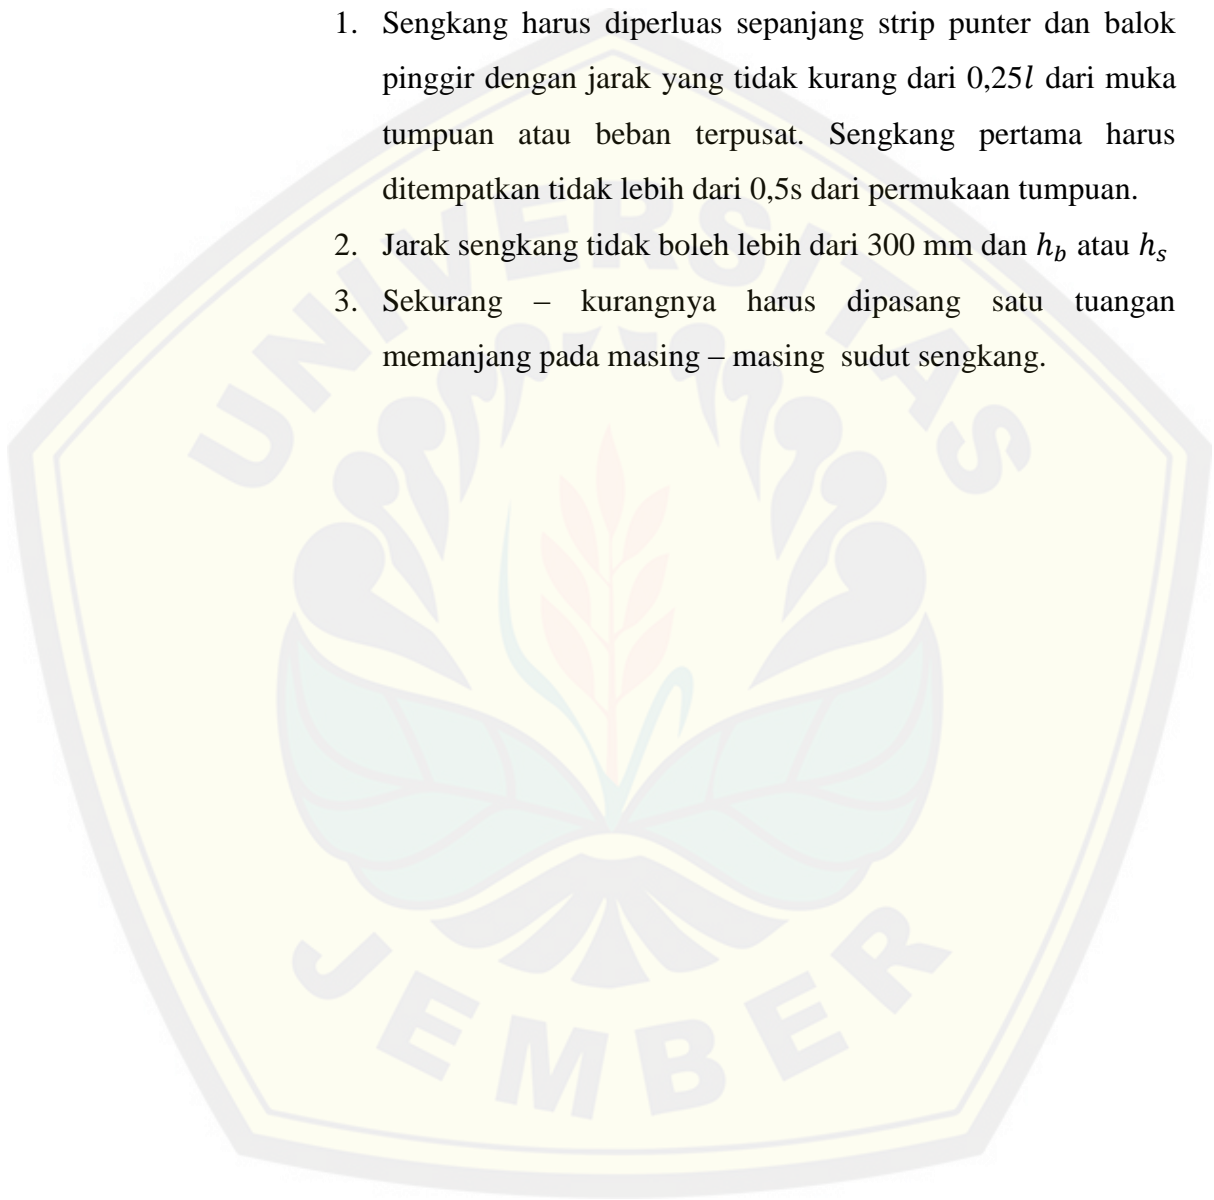 1. Sengkang harus diperluas sepanjang strip punter dan balok
pinggir dengan jarak yang tidak kurang dari 0,25l dari muka
tumpuan atau beban terpusat. Sengkang pertama harus
ditempatkan tidak lebih dari 0,5s dari permukaan tumpuan.
2. Jarak sengkang tidak boleh lebih dari 300 mm dan h_b atau h_s
3. Sekurang – kurangnya harus dipasang satu tuangan
memanjang pada masing – masing sudut sengkang.
UNIVERSITAS
JEMBER